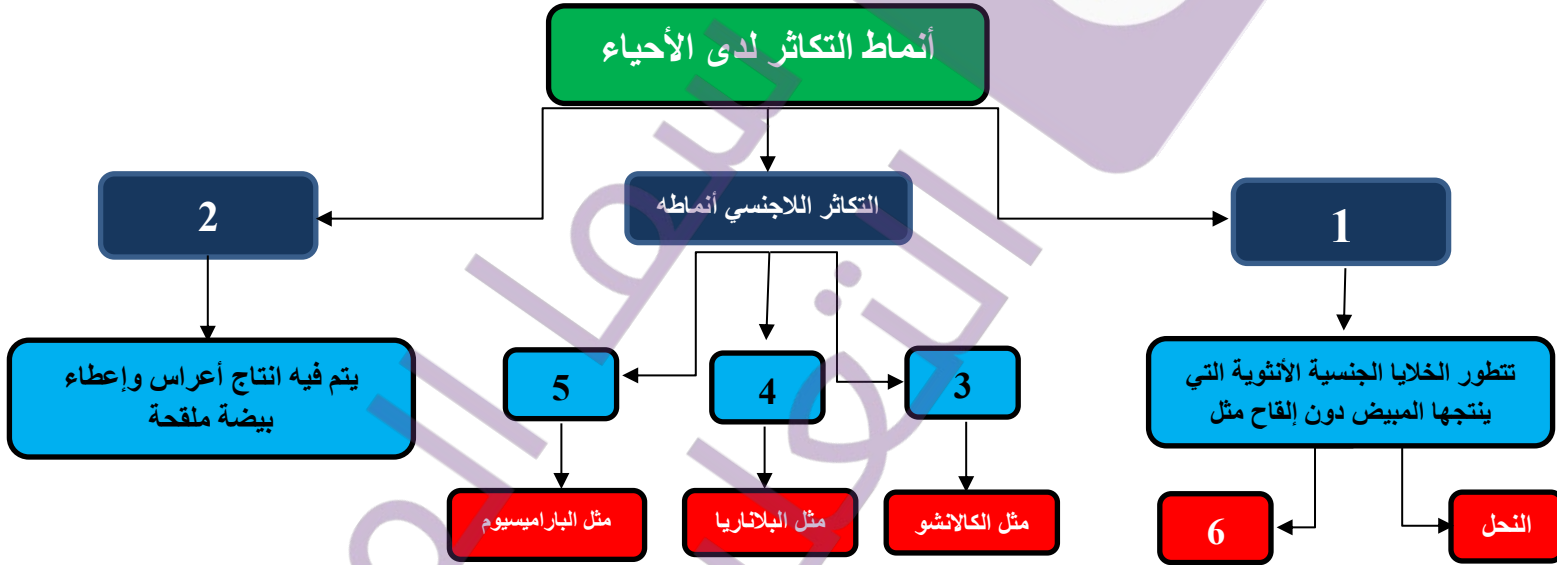 أنماط التكاثر لدى الأحياء
1
التكاثر اللاجنسي أنماطه
2
تتطور الخلايا الجنسية الأنثوية التي
ينتجها المبيض دون إلقاح مثل
3
4
5
يتم فيه انتاج أعراس وإعطاء
بيضة ملقحة
النحل
6
مثل الكالانشو
مثل البلاناريا
مثل الباراميسيوم